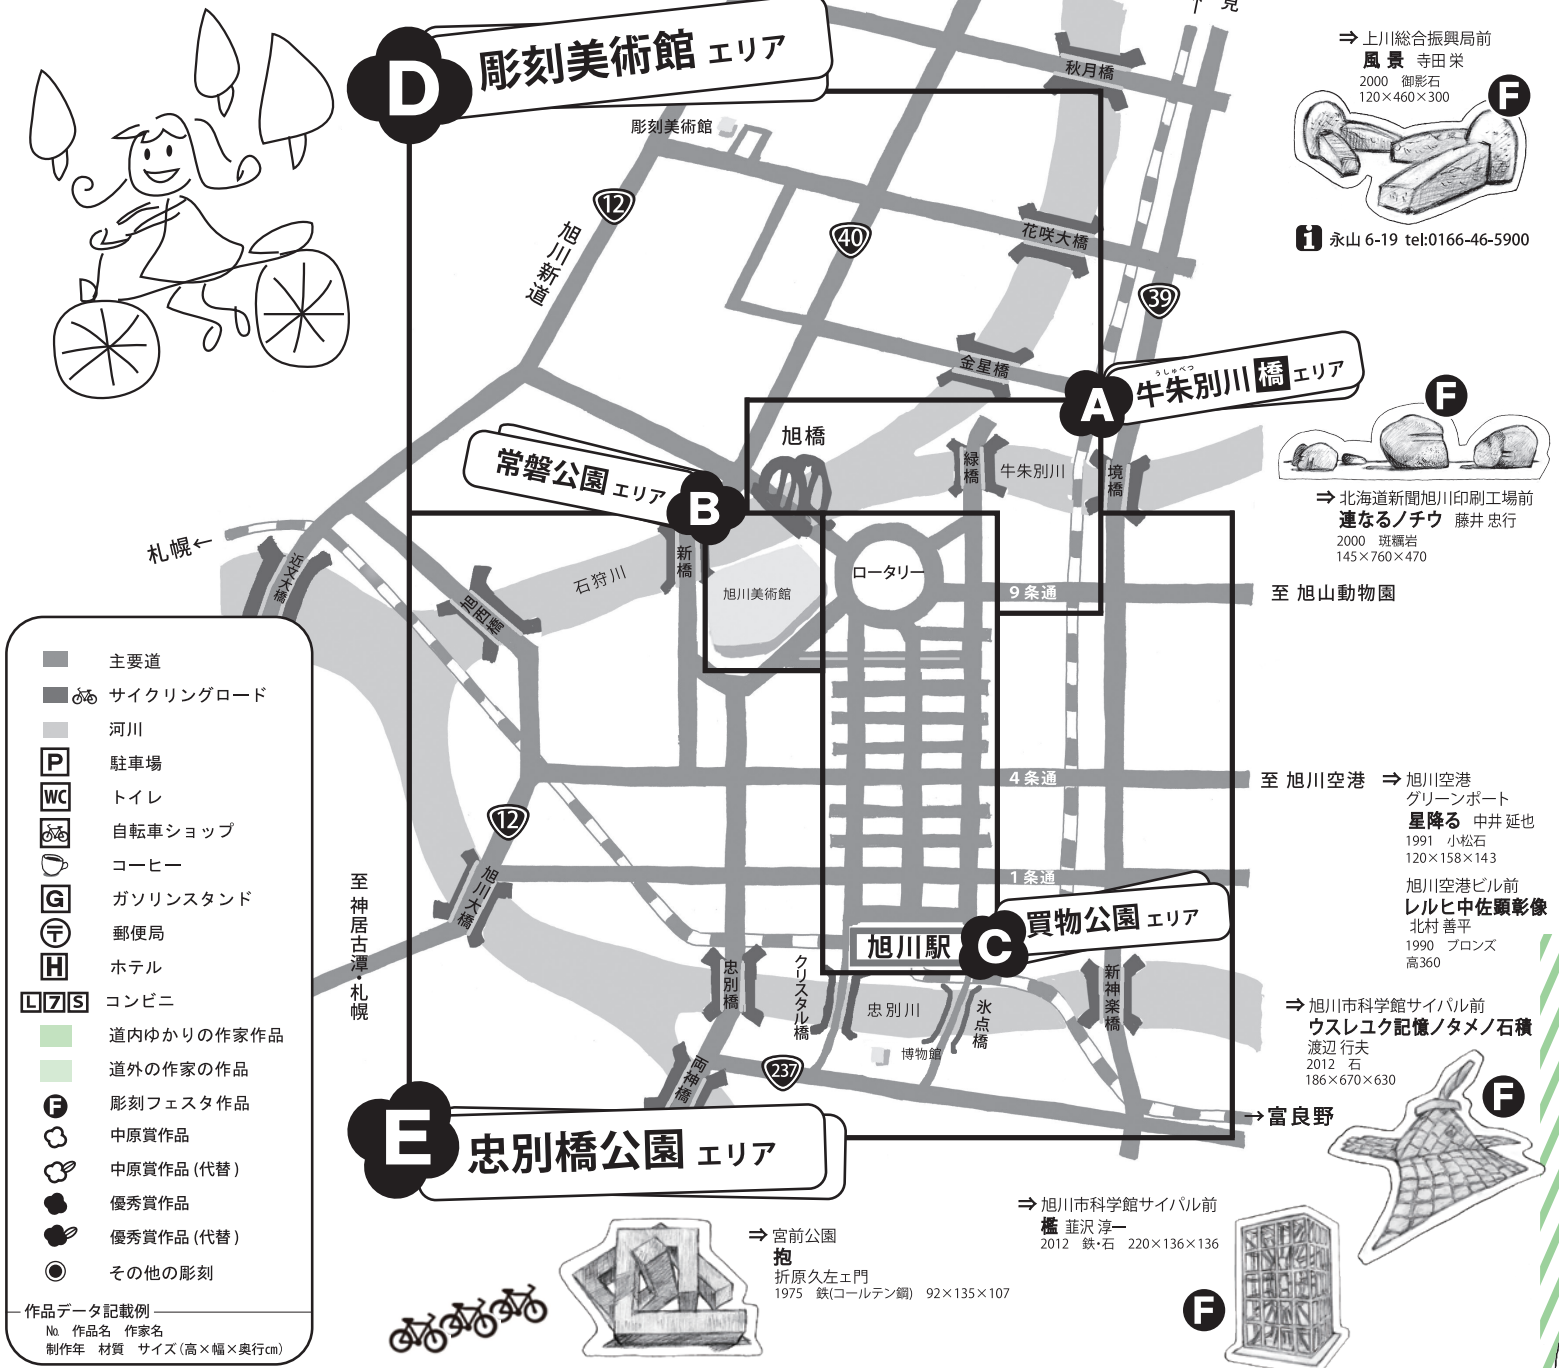 D 彫刻美術館エリア
彫刻美術館
12
旭川新道
40
秋月橋
花咲大橋
39
金星橋
見
⇒ 上川総合振興局前
風景 寺田 栄
2000 御影石
120×460×300
F
i 永山 6-19 tel:0166-46-5900
うしゅべつ
A 牛朱別川橋エリア
F
⇒ 北海道新聞旭川印刷工場前
連なるノチウ 藤井 忠行
2000 斑糲岩
145×760×470
常磐公園エリア
B
旭橋
緑橋
牛朱別川
境橋
札幌←
近文大橋
旭西橋
石狩川
新橋
旭川美術館
ロータリー
9条通
至 旭山動物園
4条通
至 旭川空港
⇒ 旭川空港
グリーンポート
星降る 中井 延也
1991 小松石
120×158×143
旭川空港ビル前
レルヒ中佐顕彰像
北村 善平
1990 ブロンズ
高360
12
旭川大橋
1条通
至 神居古潭・札幌
旭川駅
C 買物公園エリア
忠別橋
クリスタル橋
忠別川
氷点橋
新神楽橋
博物館
両神橋
237
→富良野
⇒ 旭川市科学館サイパル前
ウスレユク記憶ノタメノ石積
渡辺 行夫
2012 石
186×670×630
F
E 忠別橋公園エリア
⇒ 宮前公園
抱
折原久左ェ門
1975 鉄(コールテン鋼) 92×135×107
⇒ 旭川市科学館サイパル前
檻 韮沢 淳一
2012 鉄・石 220×136×136
F
主要道
サイクリングロード
河川
P 駐車場
WC トイレ
自転車ショップ
コーヒー
G ガソリンスタンド
〒 郵便局
H ホテル
L 7 S コンビニ
道内ゆかりの作家作品
道外の作家の作品
F 彫刻フェスタ作品
中原賞作品
中原賞作品(代替)
優秀賞作品
優秀賞作品(代替)
その他の彫刻
作品データ記載例
№ 作品名 作家名
制作年 材質 サイズ(高×幅×奥行㎝)